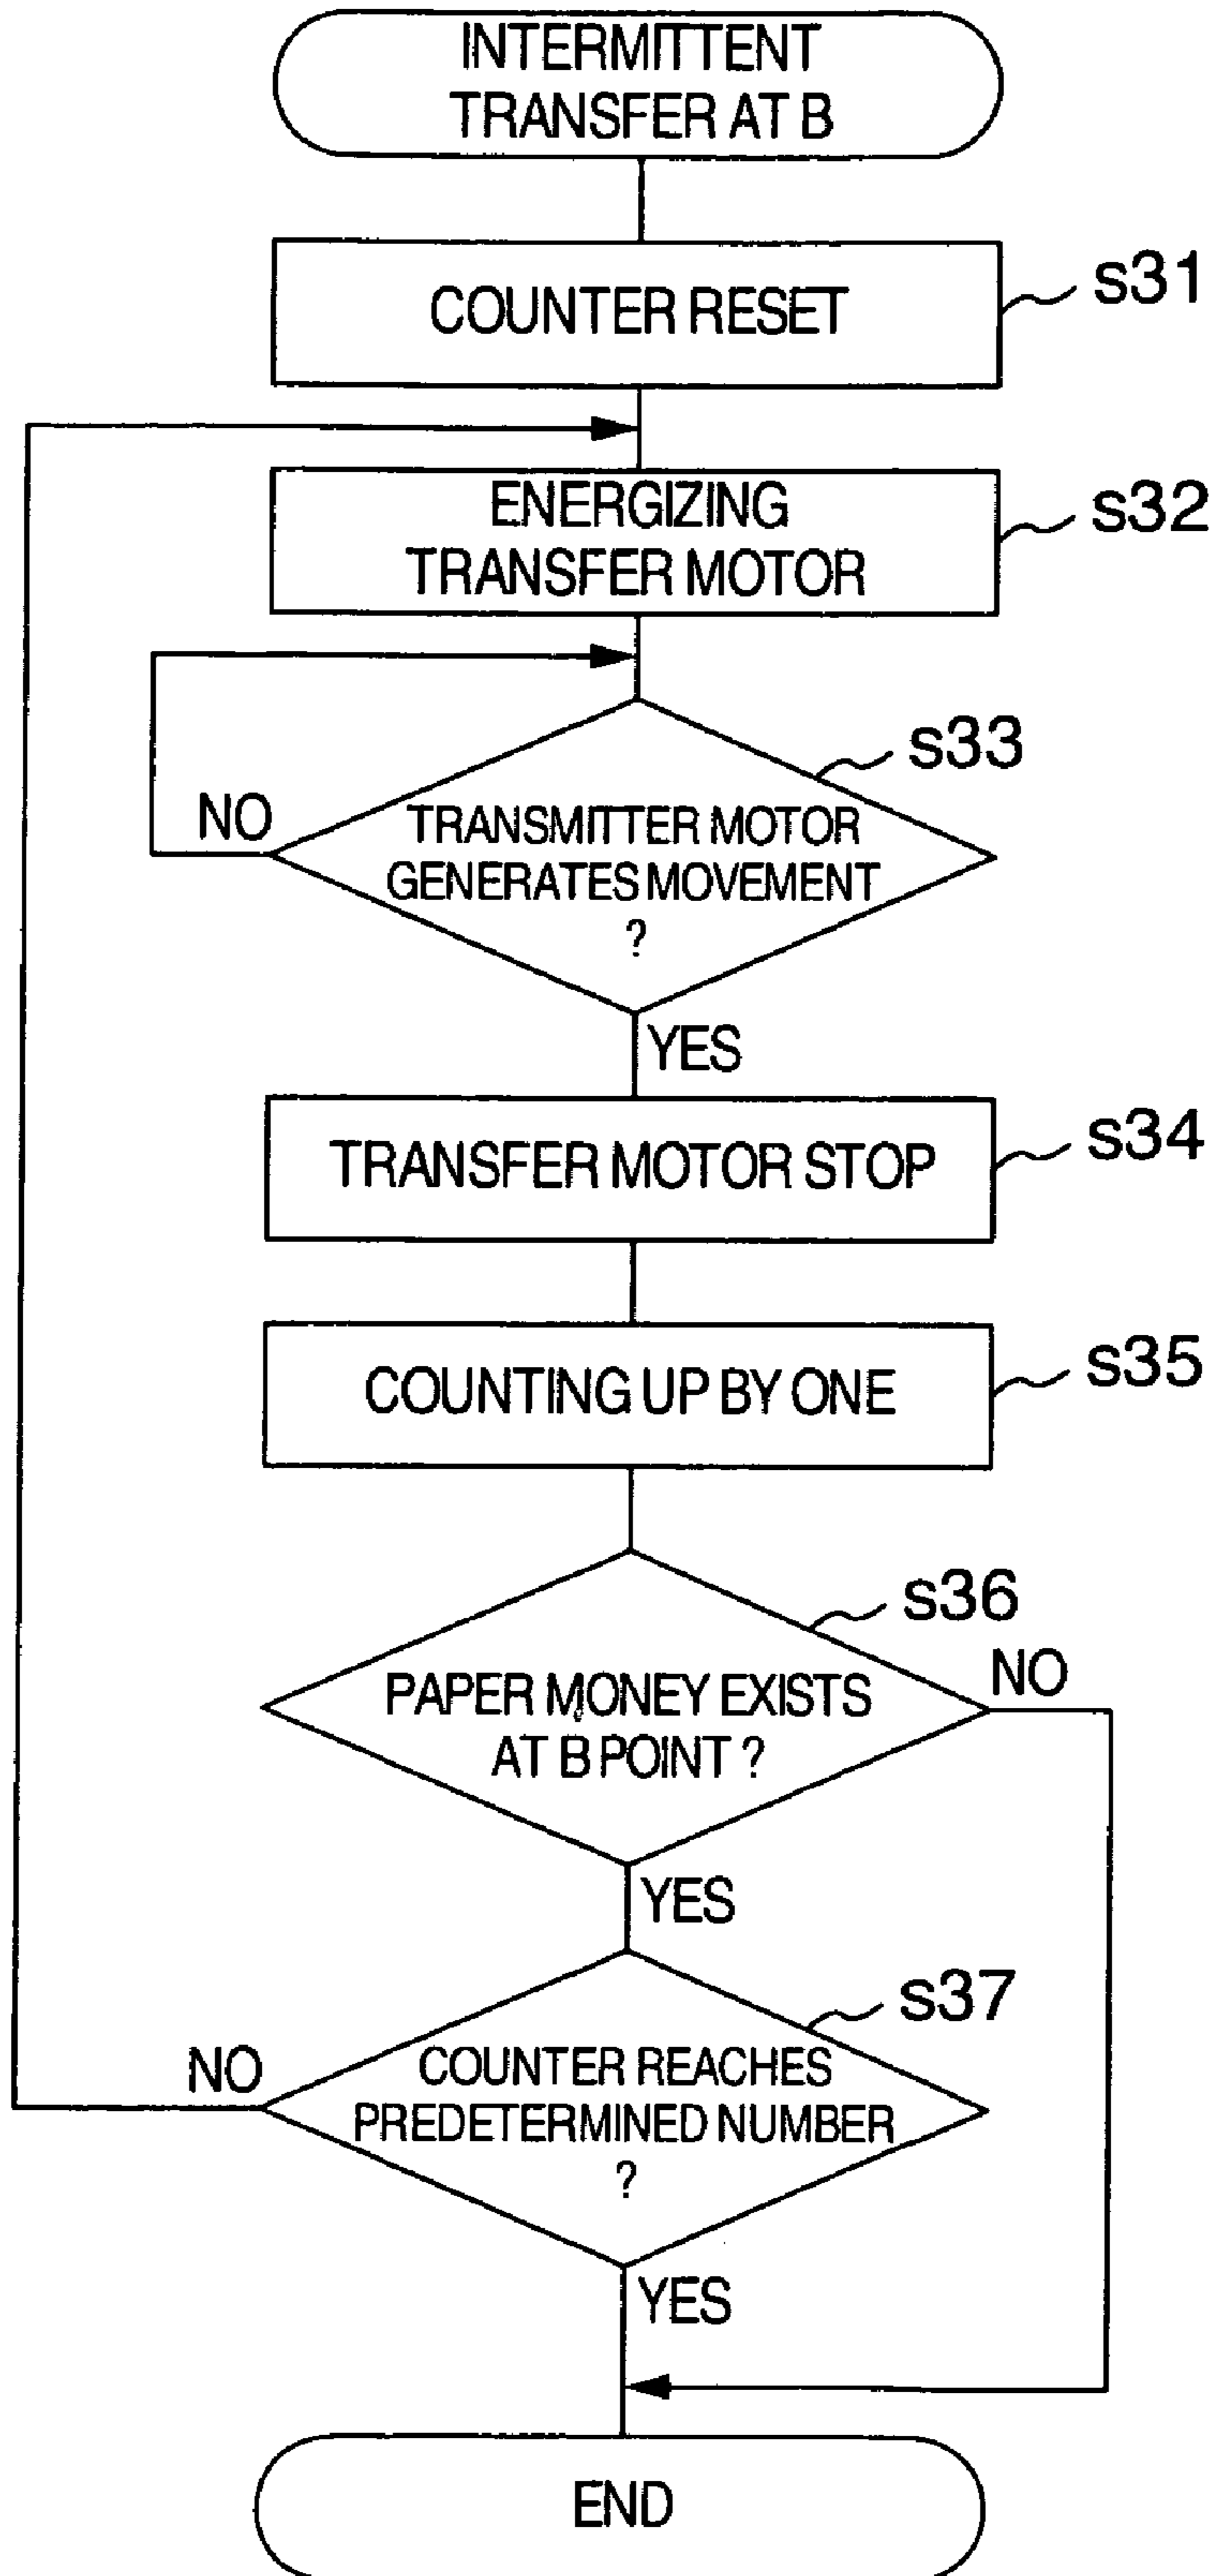 INTERMITTENT
TRANSFER AT B
COUNTER RESET
s31
ENERGIZING
TRANSFER MOTOR
s32
s33
NO
TRANSMITTER MOTOR
GENERATES MOVEMENT
?
YES
TRANSFER MOTOR STOP
s34
COUNTING UP BY ONE
s35
s36
PAPER MONEY EXISTS
AT B POINT ?
NO
YES
s37
NO
COUNTER REACHES
PREDETERMINED NUMBER
?
YES
END